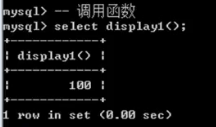 mysql> -- 调用函数
mysql> select display1();
+------------+
| display1() |
+------------+
|        100 |
+------------+
1 row in set (0.00 sec)